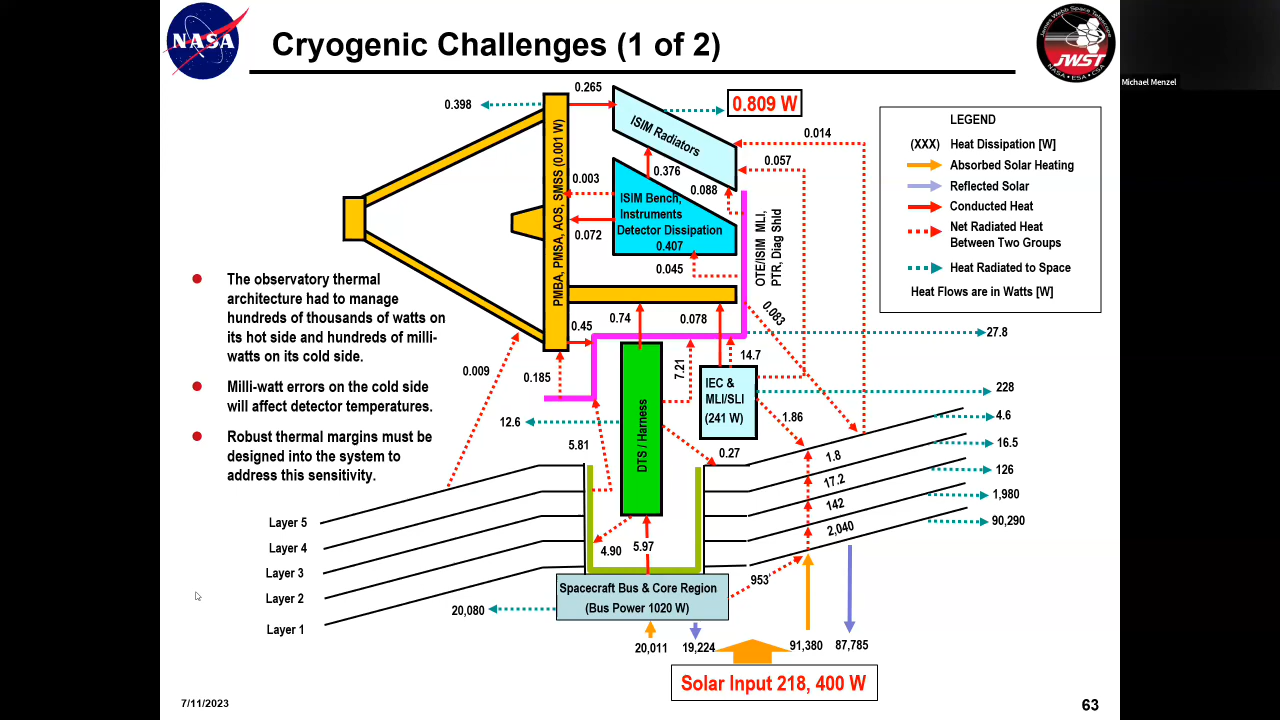 NASA
Cryogenic Challenges (1 of 2)
James Webb Space Telescope
JWST
NASA • ESA • CSA
Michael Menzel
0.398
0.265
0.809 W
ISIM Radiators
0.014
0.057
0.376
0.088
0.003
0.072
PMBA, PMSA, AOS, SMSS (0.001 W)
ISIM Bench,
Instruments
Detector Dissipation
0.407
0.045
OTE/ISIM MLI,
PTR, Diag Shld
LEGEND
(XXX) Heat Dissipation [W]
Absorbed Solar Heating
Reflected Solar
Conducted Heat
Net Radiated Heat
Between Two Groups
Heat Radiated to Space
Heat Flows are in Watts [W]
The observatory thermal
architecture had to manage
hundreds of thousands of watts on
its hot side and hundreds of milli-
watts on its cold side.
Milli-watt errors on the cold side
will affect detector temperatures.
Robust thermal margins must be
designed into the system to
address this sensitivity.
0.45
0.74
0.078
0.083
27.8
0.009
0.185
7.21
14.7
IEC &
MLI/SLI
(241 W)
228
12.6
5.81
DTS / Harness
1.86
0.27
4.6
16.5
126
1,980
90,290
1.8
17.2
142
2,040
Layer 5
Layer 4
Layer 3
Layer 2
Layer 1
4.90
5.97
953
Spacecraft Bus & Core Region
(Bus Power 1020 W)
20,080
20,011
19,224
91,380
87,785
Solar Input 218, 400 W
7/11/2023
63